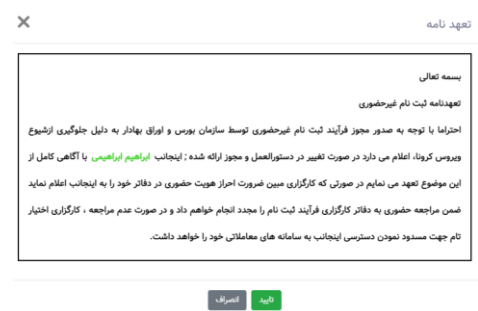 تعهد نامه
بسمه تعالی
تعهدنامه ثبت نام غیرحضوری
احتراما با توجه به صدور مجوز فرآیند ثبت نام غیرحضوری توسط سازمان بورس و اوراق بهادار به دلیل جلوگیری ازشیوع
ویروس کرونا، اعلام می دارد در صورت تغییر در دستورالعمل و مجوز ارائه شده ; اینجانب ابراهیم ابراهیمی با آگاهی کامل از
این موضوع تعهد می نمایم در صورتی که کارگزاری مبین ضرورت احراز هویت حضوری در دفاتر خود را به اینجانب اعلام نماید
ضمن مراجعه حضوری به دفاتر کارگزاری فرآیند ثبت نام را مجدد انجام خواهم داد و در صورت عدم مراجعه ، کارگزاری اختیار
تام جهت مسدود نمودن دسترسی اینجانب به سامانه های معاملاتی خود را خواهد داشت.
تایید انصراف